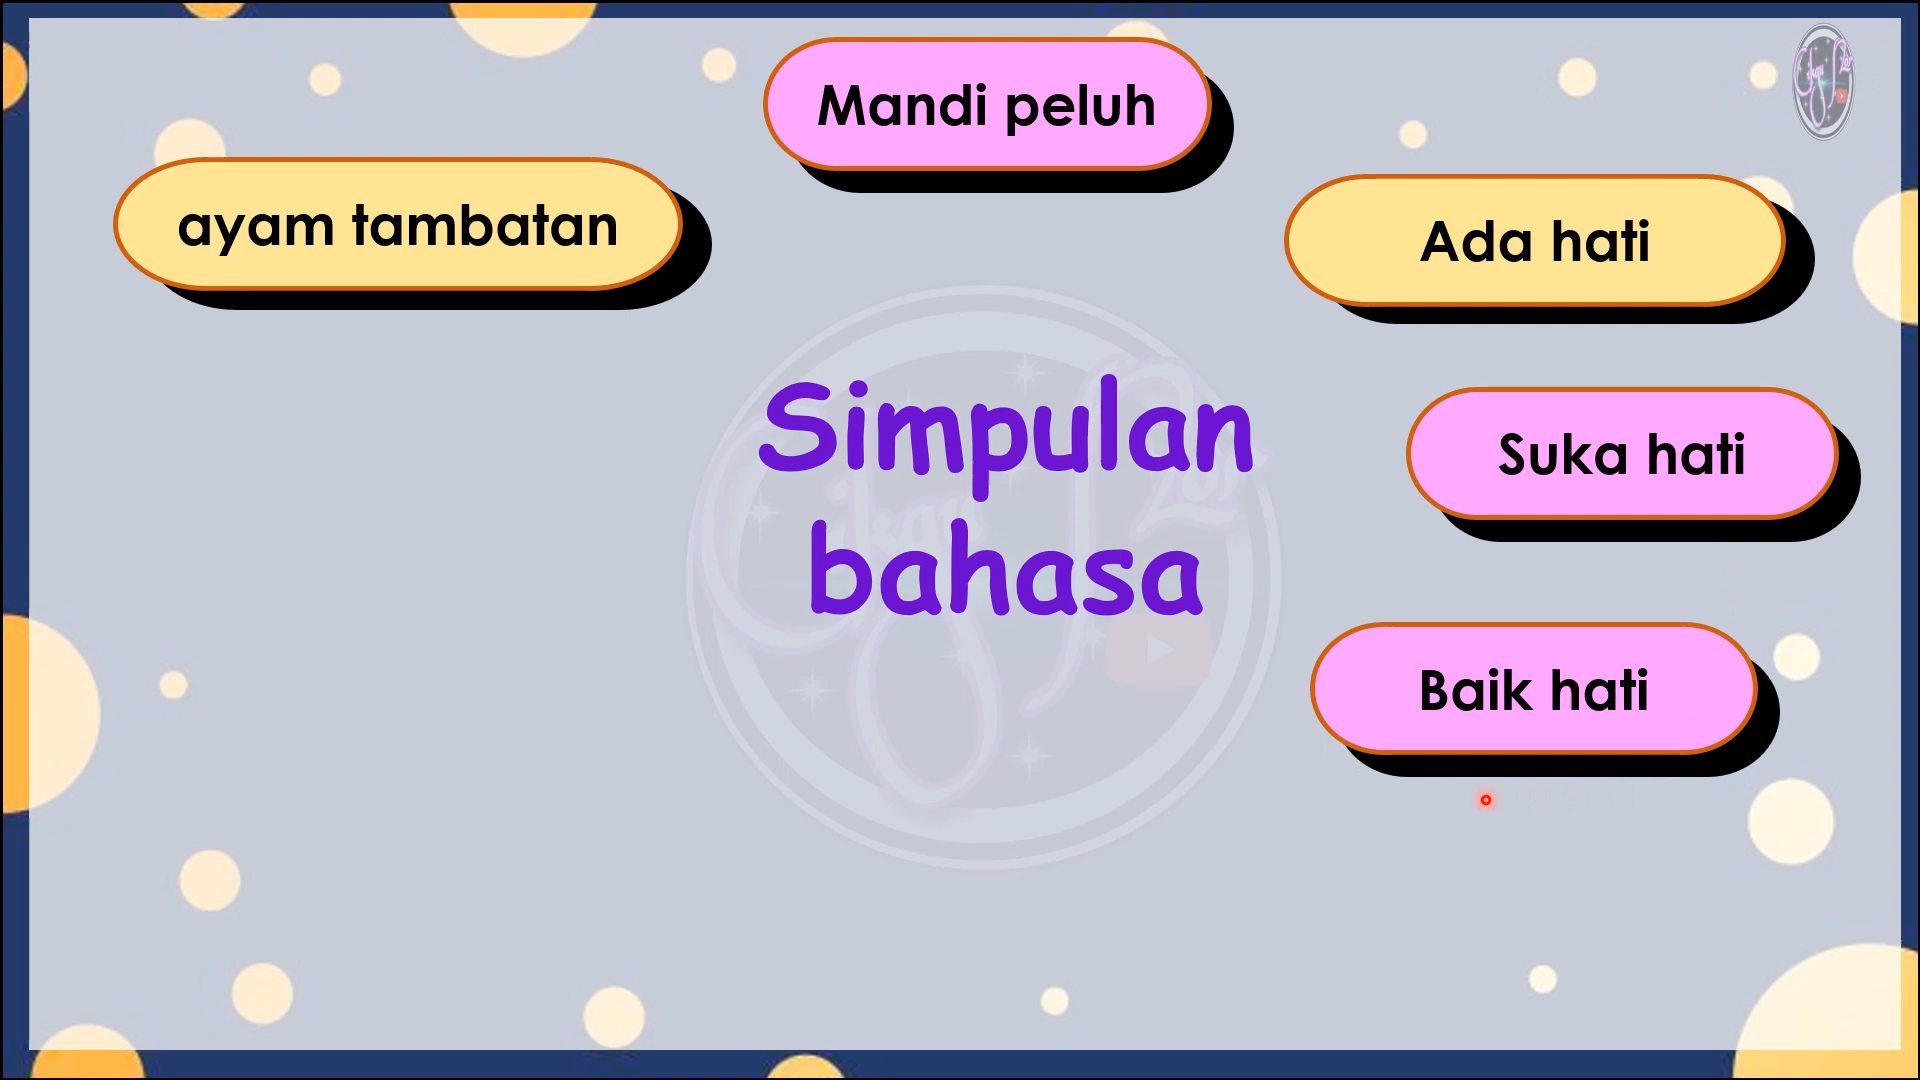 Mandi peluh
ayam tambatan
Ada hati
Simpulan
bahasa
Suka hati
Baik hati